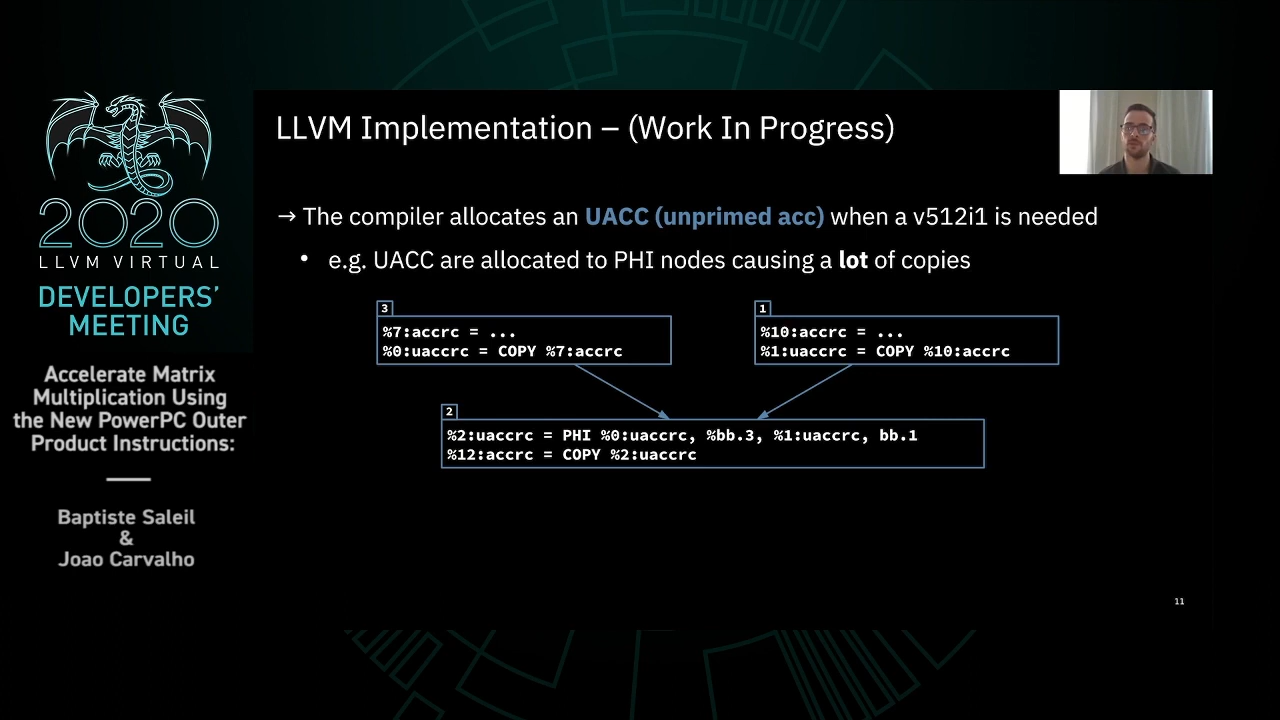 2020
LLVM VIRTUAL
DEVELOPERS’
MEETING
Accelerate Matrix
Multiplication Using
the New PowerPC Outer
Product Instructions:
Baptiste Saleil
&
Joao Carvalho
LLVM Implementation – (Work In Progress)
→ The compiler allocates an UACC (unprimed acc) when a v512i1 is needed
• e.g. UACC are allocated to PHI nodes causing a lot of copies
3
%7:accrc = ...
%0:uaccrc = COPY %7:accrc
1
%10:accrc = ...
%1:uaccrc = COPY %10:accrc
2
%2:uaccrc = PHI %0:uaccrc, %bb.3, %1:uaccrc, bb.1
%12:accrc = COPY %2:uaccrc
11